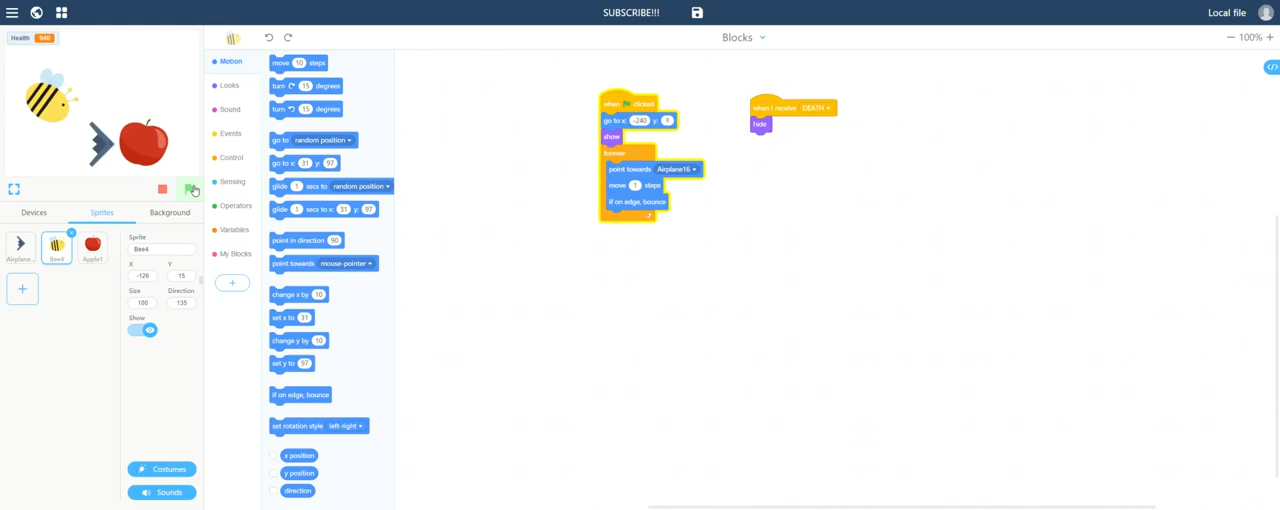 SUBSCRIBE!!!
Local file
Health 940
Blocks
100%
Motion
Looks
Sound
Events
Control
Sensing
Operators
Variables
My Blocks
move 10 steps
turn 15 degrees
turn 15 degrees
go to random position
go to x: 31 y: 97
glide 1 secs to random position
glide 1 secs to x: 31 y: 97
point in direction 90
point towards mouse-pointer
change x by 10
set x to 31
change y by 10
set y to 97
if on edge, bounce
set rotation style left-right
x position
y position
direction
when clicked
go to x: -240 y:
show
forever
point towards Airplane16
move 1 steps
if on edge, bounce
when I receive DEATH
hide
Devices
Sprites
Background
Airplane...
Bee4
Apple1
Sprite
Bee4
X Y
-126 15
Size Direction
100 135
Show
Costumes
Sounds